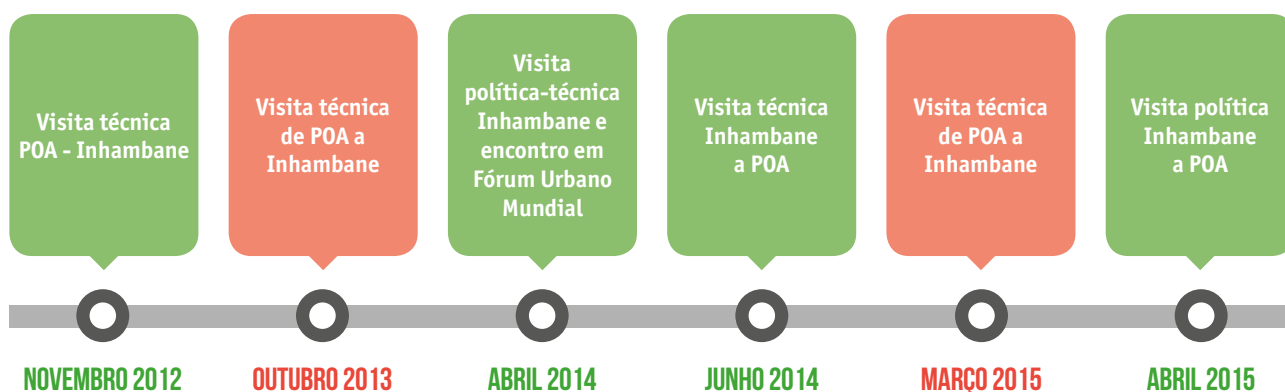 Visita técnica
POA - Inhambane
Visita técnica
de POA a
Inhambane
Visita
política-técnica
Inhambane e
encontro em
Fórum Urbano
Mundial
Visita técnica
Inhambane
a POA
Visita técnica
de POA a
Inhambane
Visita política
Inhambane
a POA
NOVEMBRO 2012
OUTUBRO 2013
ABRIL 2014
JUNHO 2014
MARÇO 2015
ABRIL 2015